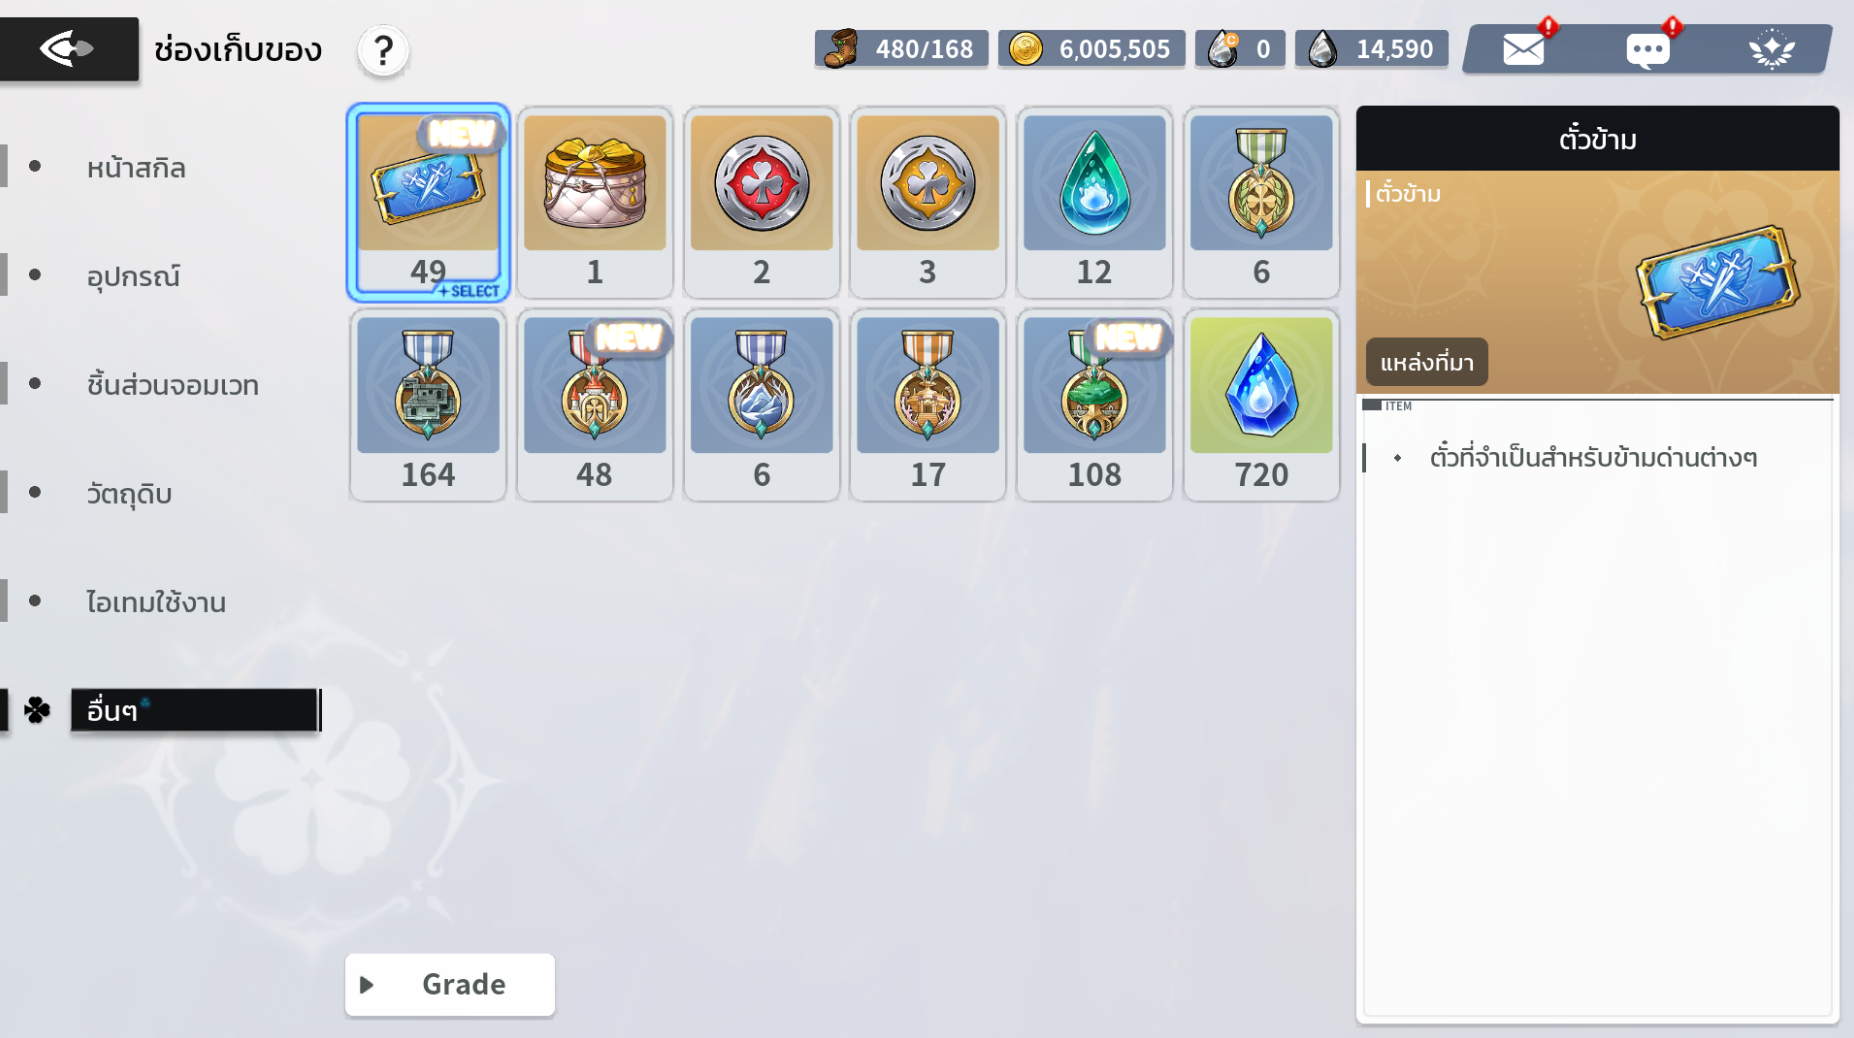 ช่องเก็บของ
?
480/168
6,005,505
C
0
14,590
หน้าสกิล
อุปกรณ์
ชิ้นส่วนจอมเวท
วัตถุดิบ
ไอเทมใช้งาน
อื่นๆ
NEW
49
SELECT
1
2
3
12
6
164
NEW
48
6
17
NEW
108
720
Grade
ตั๋วข้าม
ตั๋วข้าม
แหล่งที่มา
ITEM
ตั๋วที่จำเป็นสำหรับข้ามด่านต่างๆ